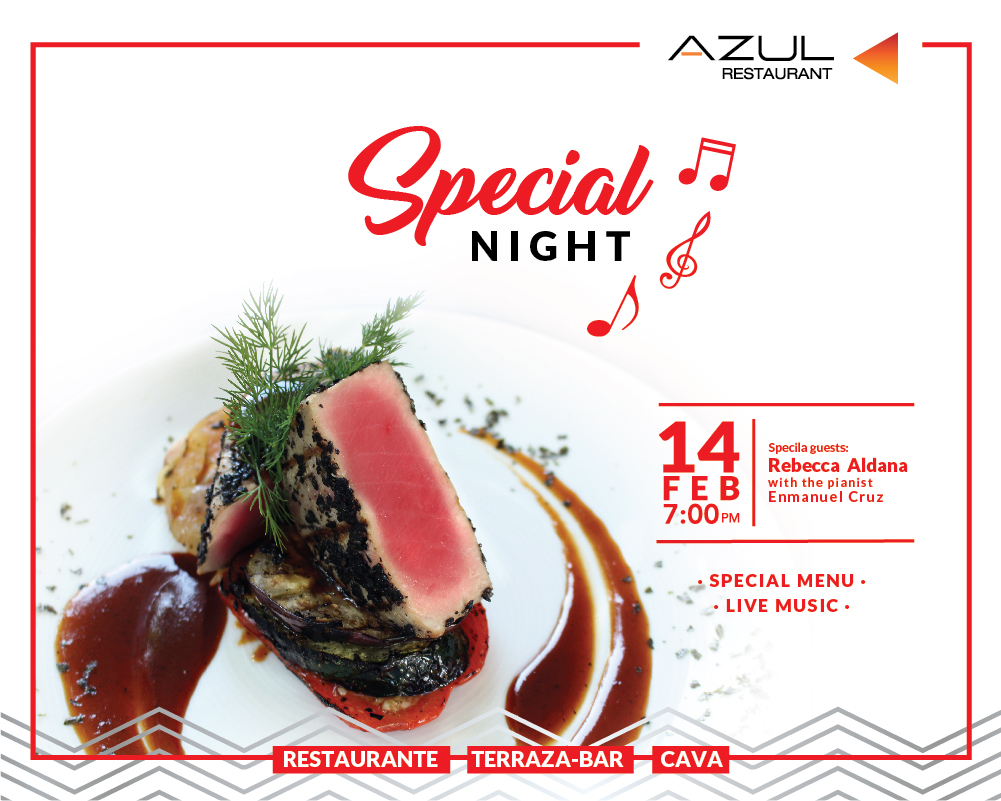 AZUL
RESTAURANT
Special
NIGHT
14
FEB
7:00PM
Specila guests:
Rebecca Aldana
with the pianist
Enmanuel Cruz
· SPECIAL MENU ·
· LIVE MUSIC ·
RESTAURANTE TERRAZA-BAR CAVA